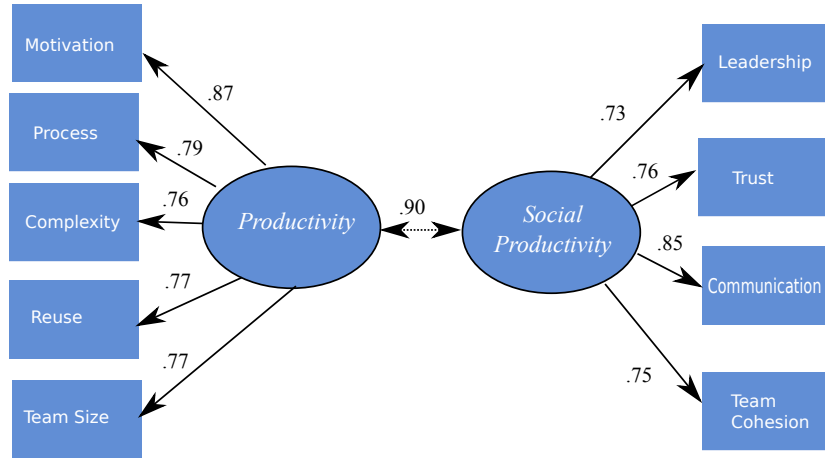 Motivation
.87
Process
.79
Complexity
.76
Reuse
.77
Team Size
.77
Productivity
.90
Social
Productivity
.73
Leadership
.76
Trust
.85
Communication
.75
Team
Cohesion